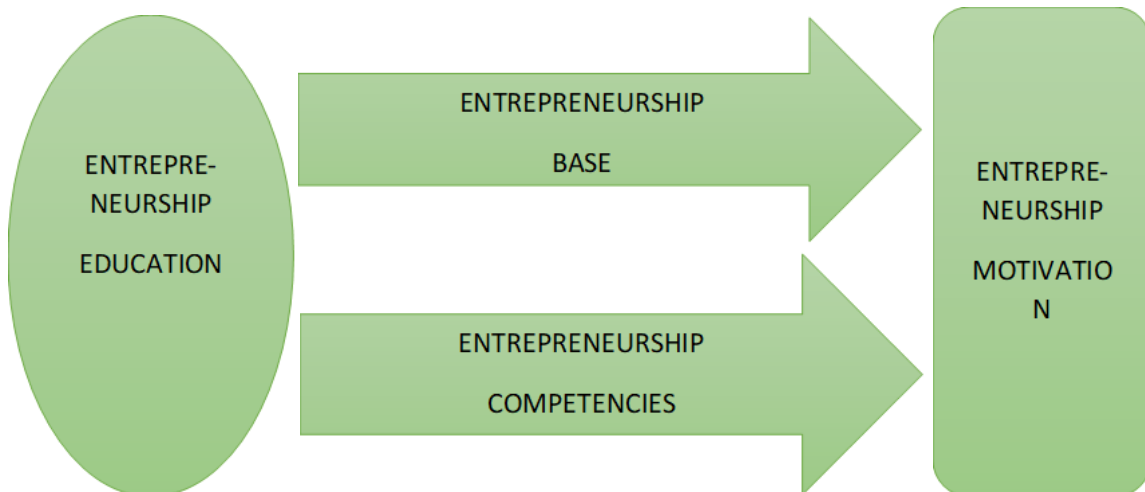 ENTREPRE-
NEURSHIP
EDUCATION
ENTREPRENEURSHIP
BASE
ENTREPRENEURSHIP
COMPETENCIES
ENTREPRE-
NEURSHIP
MOTIVATIO
N